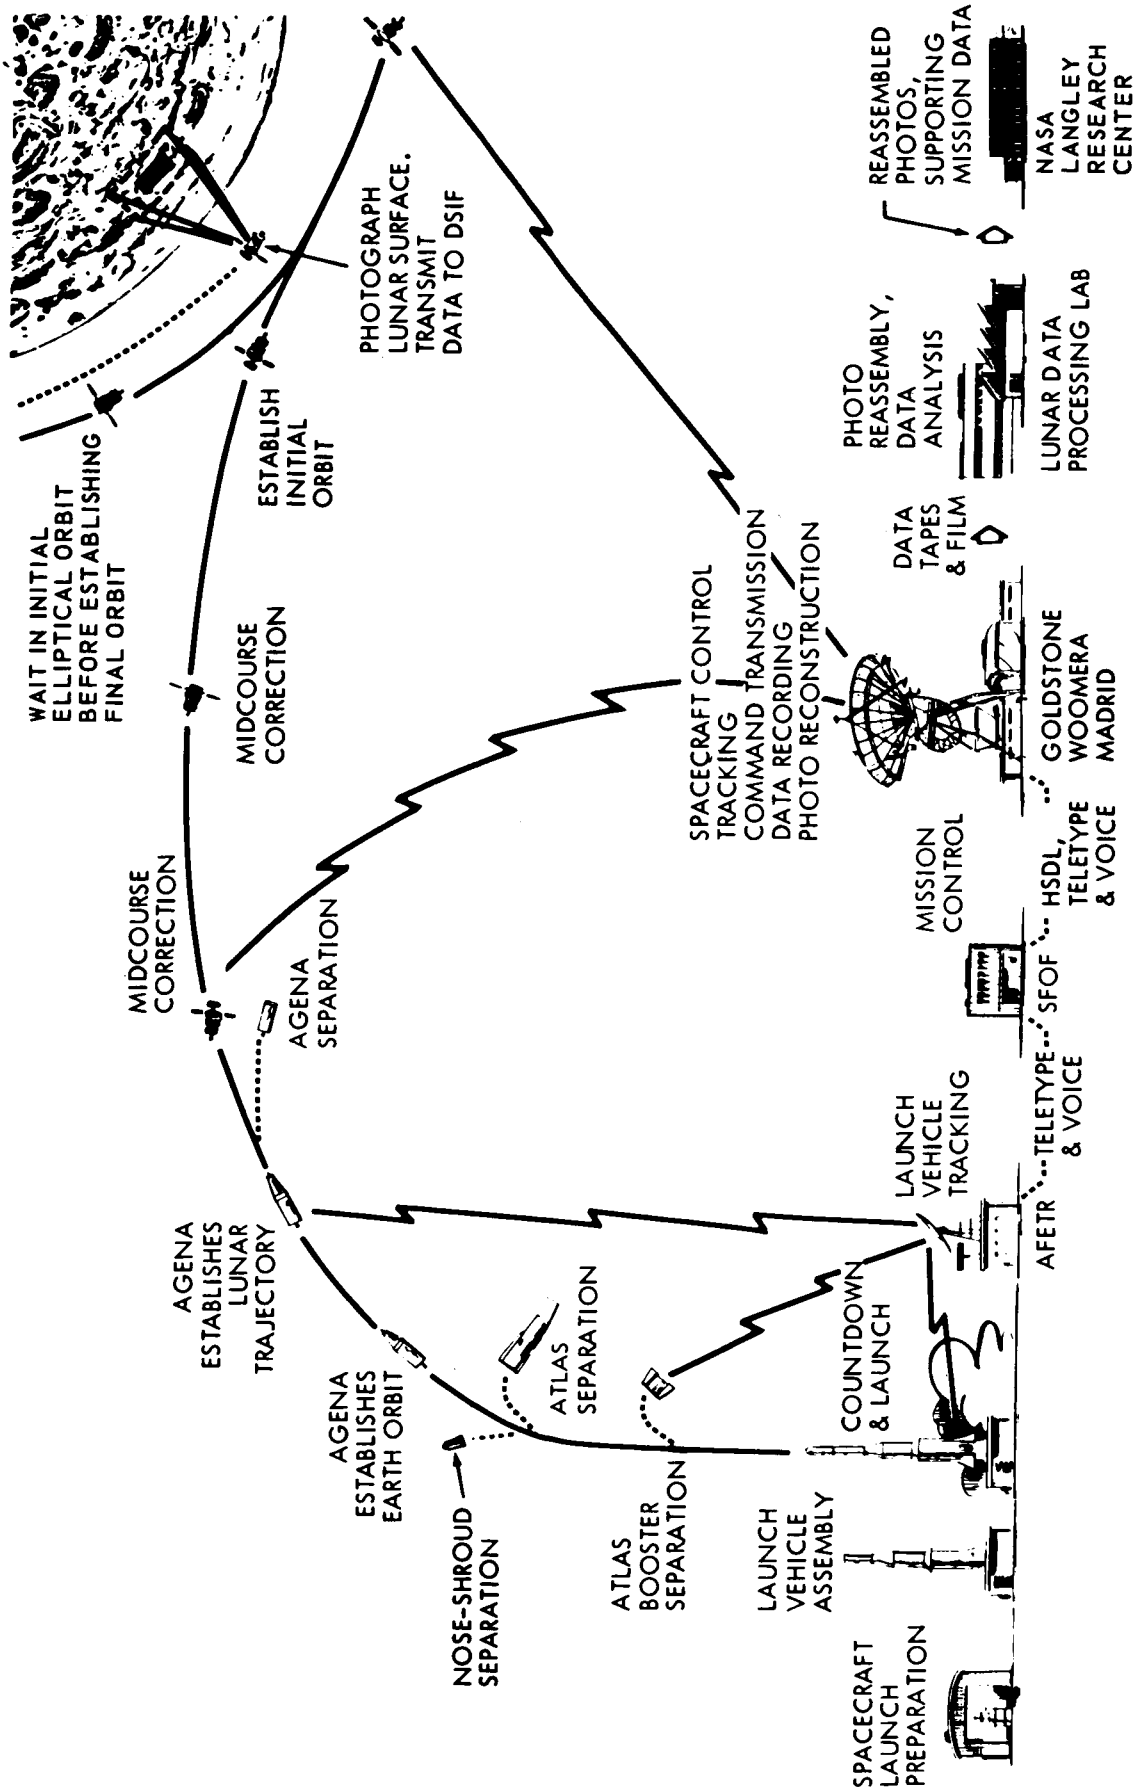 WAIT IN INITIAL
ELLIPTICAL ORBIT
BEFORE ESTABLISHING
FINAL ORBIT
MIDCOURSE
CORRECTION
MIDCOURSE
CORRECTION
ESTABLISH
INITIAL
ORBIT
PHOTOGRAPH
LUNAR SURFACE.
TRANSMIT
DATA TO DSIF
AGENA
ESTABLISHES
LUNAR
TRAJECTORY
AGENA
SEPARATION
AGENA
ESTABLISHES
EARTH ORBIT
NOSE-SHROUD
SEPARATION
ATLAS
SEPARATION
ATLAS
BOOSTER
SEPARATION
SPACECRAFT CONTROL
TRACKING
COMMAND TRANSMISSION
DATA RECORDING
PHOTO RECONSTRUCTION
LAUNCH
VEHICLE
ASSEMBLY
COUNTDOWN
& LAUNCH
SPACECRAFT
LAUNCH
PREPARATION
LAUNCH
VEHICLE
TRACKING
MISSION
CONTROL
DATA
TAPES
& FILM
PHOTO
REASSEMBLY,
DATA
ANALYSIS
REASSEMBLED
PHOTOS,
SUPPORTING
MISSION DATA
AFETR
TELETYPE
& VOICE
SFOF
HSDL,
TELETYPE
& VOICE
GOLDSTONE
WOOMERA
MADRID
LUNAR DATA
PROCESSING LAB
NASA
LANGLEY
RESEARCH
CENTER